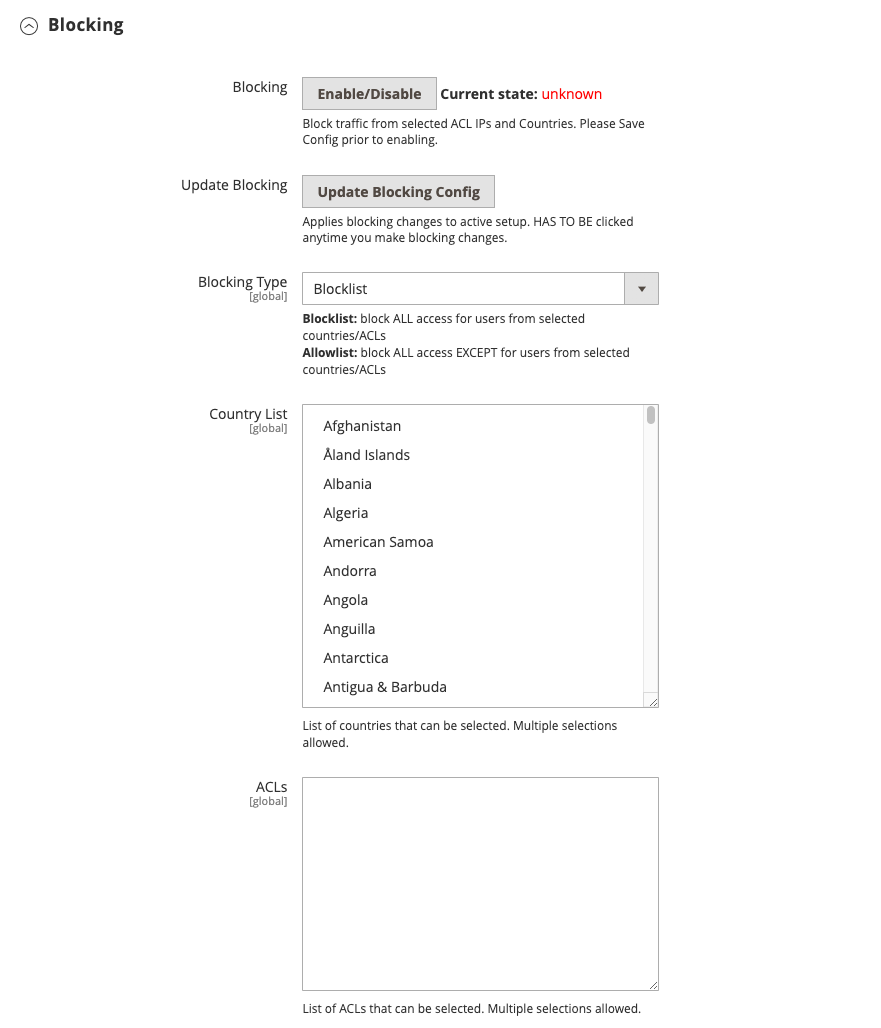 Blocking
Blocking
Enable/Disable Current state: unknown
Block traffic from selected ACL IPs and Countries. Please Save
Config prior to enabling.
Update Blocking
Update Blocking Config
Applies blocking changes to active setup. HAS TO BE clicked
anytime you make blocking changes.
Blocking Type
[global]
Blocklist
Blocklist: block ALL access for users from selected
countries/ACLs
Allowlist: block ALL access EXCEPT for users from selected
countries/ACLs
Country List
[global]
Afghanistan
Åland Islands
Albania
Algeria
American Samoa
Andorra
Angola
Anguilla
Antarctica
Antigua & Barbuda
List of countries that can be selected. Multiple selections
allowed.
ACLs
[global]
List of ACLs that can be selected. Multiple selections allowed.